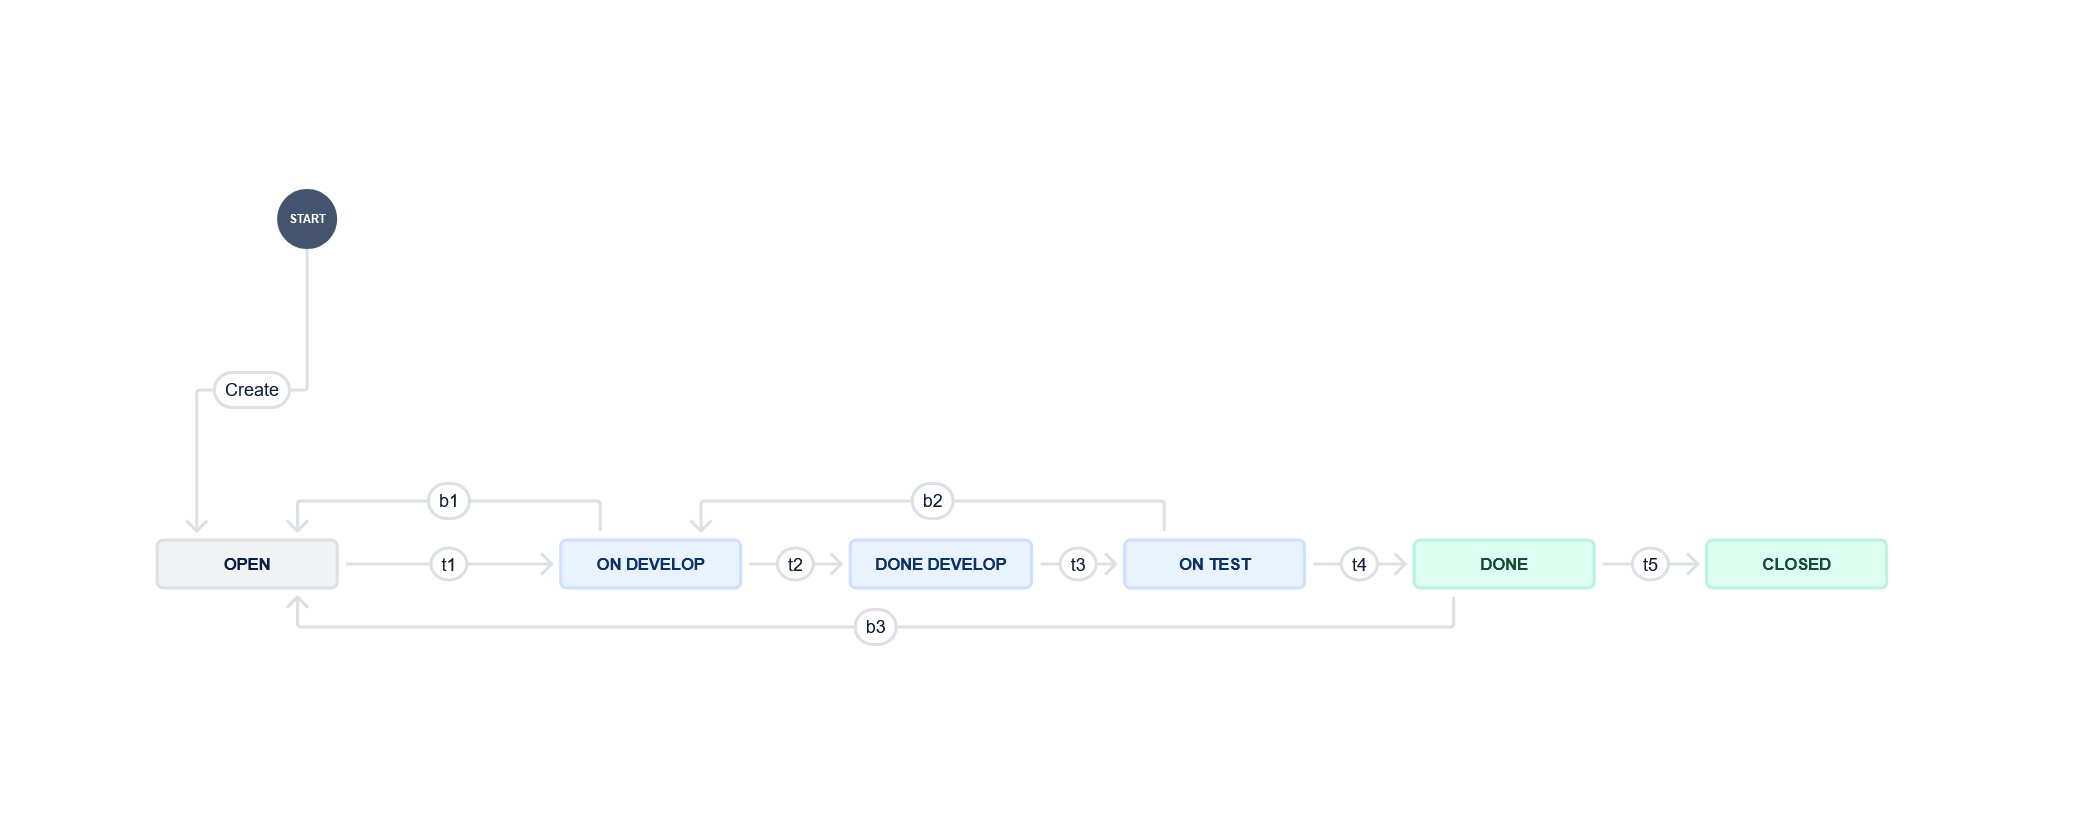 START
Create
b1
b2
OPEN
t1
ON DEVELOP
t2
DONE DEVELOP
t3
ON TEST
t4
DONE
t5
CLOSED
b3